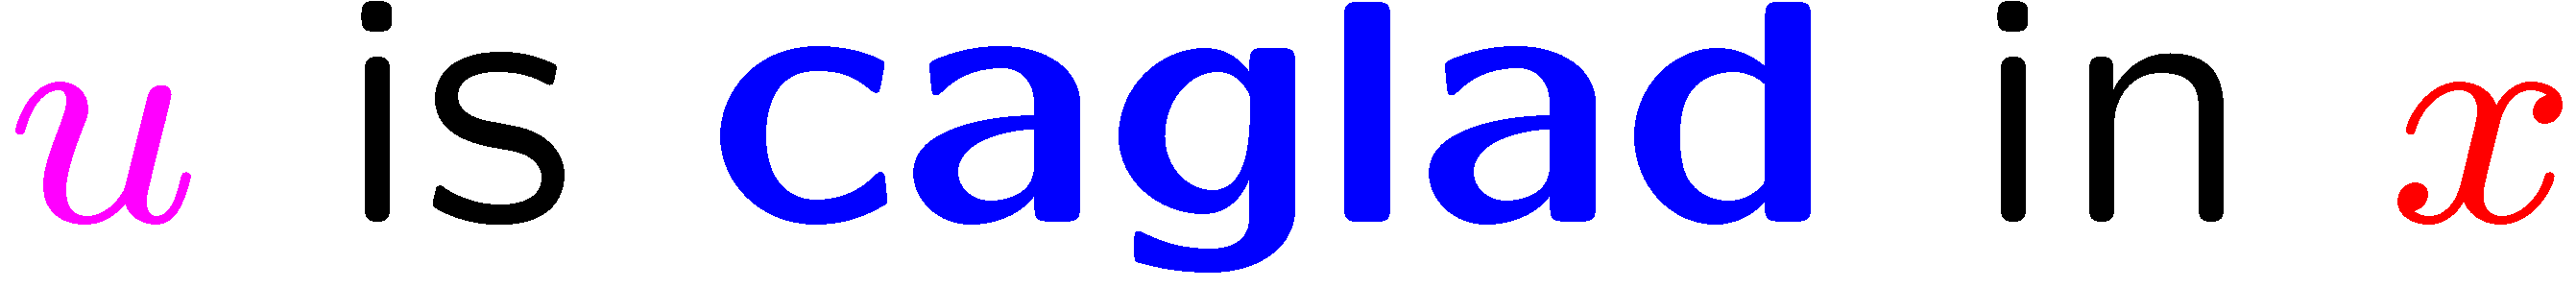 u is caglad in x